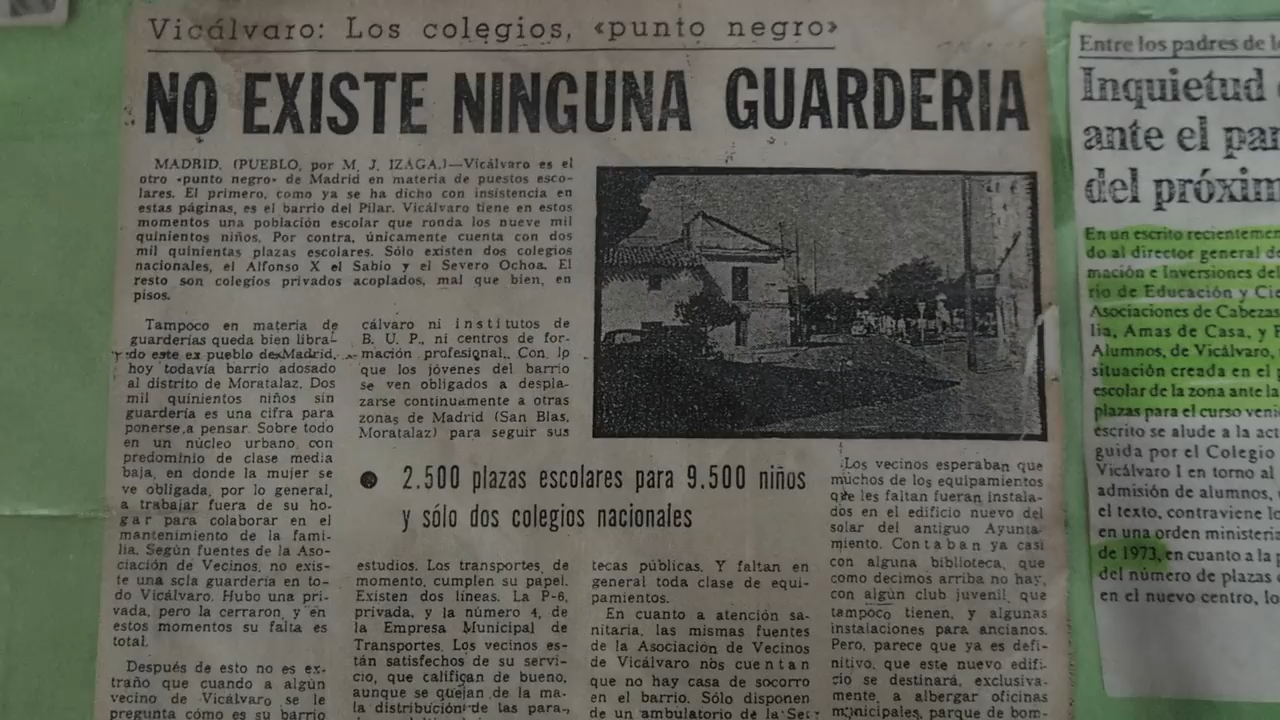 Vicálvaro: Los colegios, «punto negro»
NO EXISTE NINGUNA GUARDERIA
MADRID. (PUEBLO, por M. J. IZAGA.)—Vicálvaro es el
otro «punto negro» de Madrid en materia de puestos esco-
lares. El primero, como ya se ha dicho con insistencia en
estas páginas, es el barrio del Pilar. Vicálvaro tiene en estos
momentos una población escolar que ronda los nueve mil
quinientos niños. Por contra, únicamente cuenta con dos
mil quinientas plazas escolares. Sólo existen dos colegios
nacionales, el Alfonso X el Sabio y el Severo Ochoa. El
resto son colegios privados acoplados, mal que bien, en
pisos.
Tampoco en materia de
guarderías queda bien libra-
do este ex pueblo de Madrid,
hoy todavía barrio adosado
al distrito de Moratalaz. Dos
mil quinientos niños sin
guardería es una cifra para
ponerse a pensar. Sobre todo
en un núcleo urbano con
predominio de clase media
baja, en donde la mujer se
ve obligada, por lo general,
a trabajar fuera de su ho-
gar para colaborar en el
mantenimiento de la fami-
lia. Según fuentes de la Aso-
ciación de Vecinos, no exis-
te una sola guardería en to-
do Vicálvaro. Hubo una pri-
vada, pero la cerraron, y en
estos momentos su falta es
total.
Después de esto no es ex-
traño que cuando a algún
vecino de Vicálvaro se le
pregunta cómo es su barrio
cálvaro ni institutos de
B. U. P., ni centros de for-
mación profesional. Con lo
que los jóvenes del barrio
se ven obligados a despla-
zarse continuamente a otras
zonas de Madrid (San Blas,
Moratalaz) para seguir sus
● 2.500 plazas escolares para 9.500 niños
y sólo dos colegios nacionales
estudios. Los transportes, de
momento, cumplen su papel.
Existen dos líneas. La P-6,
privada, y la número 4, de
la Empresa Municipal de
Transportes. Los vecinos es-
tán satisfechos de su servi-
cio, que califican de bueno,
aunque se quejan de la ma-
la distribución de las para-
tecas públicas. Y faltan en
general toda clase de equi-
pamientos.
En cuanto a atención sa-
nitaria, las mismas fuentes
de la Asociación de Vecinos
de Vicálvaro nos cuentan
que no hay casa de socorro
en el barrio. Sólo disponen
de un ambulatorio de la Se-
Los vecinos esperaban que
muchos de los equipamientos
que les faltan fueran instala-
dos en el edificio nuevo del
solar del antiguo Ayunta-
miento. Contaban ya casi
con alguna biblioteca, que
como decimos arriba no hay,
con algún club juvenil, que
tampoco tienen, y algunas
instalaciones para ancianos.
Pero, parece que ya es defi-
nitivo, que este nuevo edifi-
cio se destinará, exclusiva-
mente, a albergar oficinas
municipales, parque de bom-
Entre los padres de
Inquietud
ante el
del
En un escrito
do al director general
mación e Inversiones del
rio de Educación y
Asociaciones de
lia, Amas de Casa, y
Alumnos, de Vicálvaro,
situación creada en el
escolar de la zona ante la
plazas para el curso
escrito se alude a la
guida por el Colegio
Vicálvaro I en torno al
admisión de alumnos,
el texto, contraviene
en una orden
de 1973, en cuanto a la
del número de plazas
en el nuevo centro,